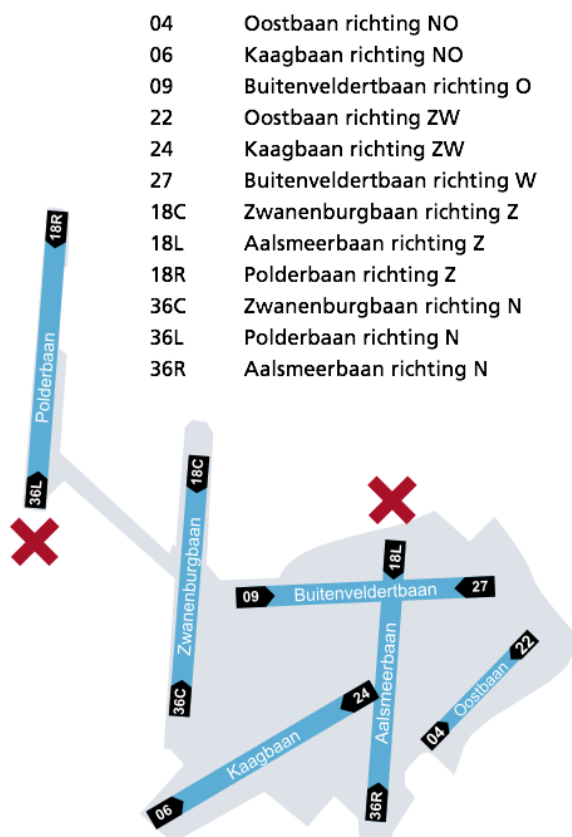 04 Oostbaan richting NO
06 Kaagbaan richting NO
09 Buitenveldertbaan richting O
22 Oostbaan richting ZW
24 Kaagbaan richting ZW
27 Buitenveldertbaan richting W
18C Zwanenburgbaan richting Z
18L Aalsmeerbaan richting Z
18R Polderbaan richting Z
36C Zwanenburgbaan richting N
36L Polderbaan richting N
36R Aalsmeerbaan richting N
18R
Polderbaan
36L
18C
Zwanenburgbaan
36C
18L
Aalsmeerbaan
36R
09
Buitenveldertbaan
27
22
Oostbaan
04
24
Kaagbaan
06